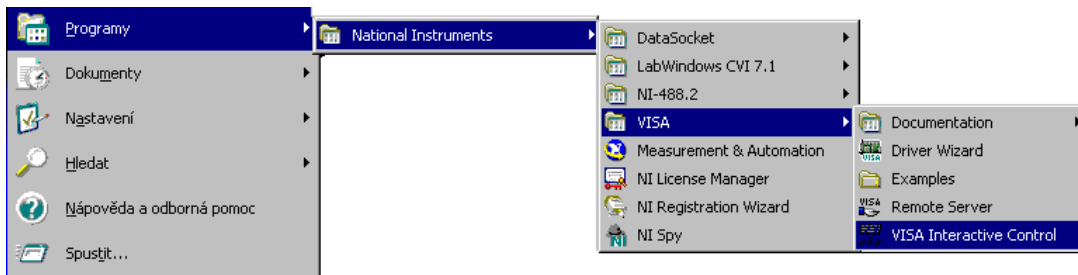 Programy
Dokumenty
Nastavení
Hledat
Nápověda a odborná pomoc
Spustit...
National Instruments
DataSocket
LabWindows CVI 7.1
NI-488.2
VISA
Measurement & Automation
NI License Manager
NI Registration Wizard
NI Spy
Documentation
Driver Wizard
Examples
Remote Server
VISA Interactive Control